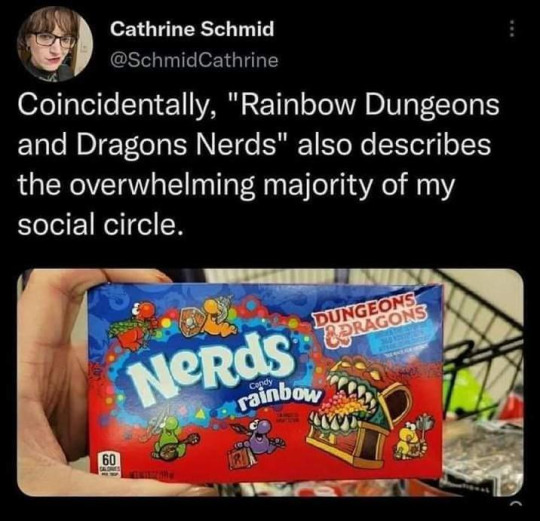 Cathrine Schmid
@SchmidCathrine
Coincidentally, "Rainbow Dungeons
and Dragons Nerds" also describes
the overwhelming majority of my
social circle.
DUNGEONS
& DRAGONS
NeRds
Candy
rainbow
60
CALORIES